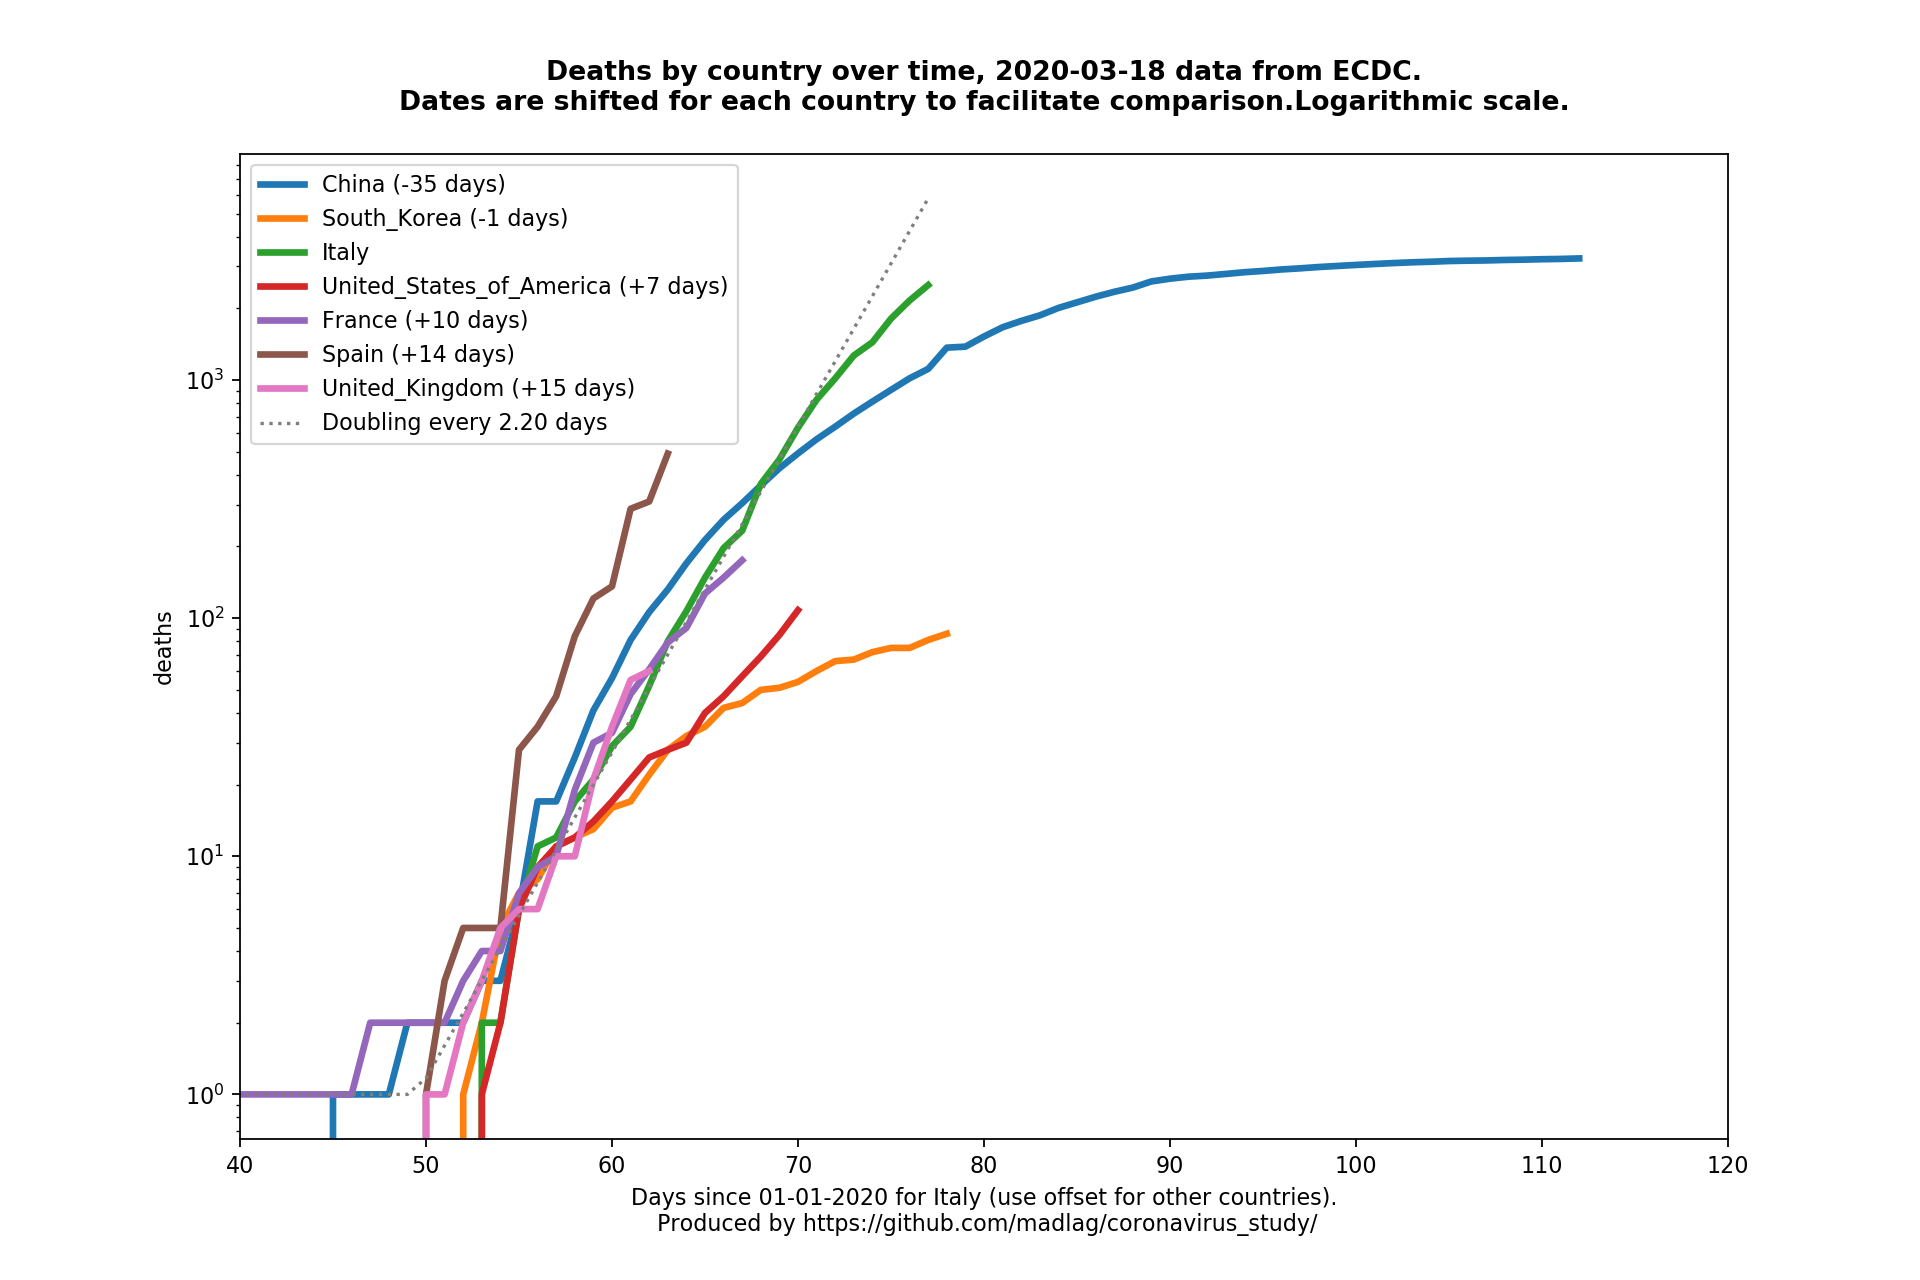 Deaths by country over time, 2020-03-18 data from ECDC.
Dates are shifted for each country to facilitate comparison.Logarithmic scale.
China (-35 days)
South_Korea (-1 days)
Italy
United_States_of_America (+7 days)
France (+10 days)
Spain (+14 days)
United_Kingdom (+15 days)
Doubling every 2.20 days
deaths
10³
10²
10¹
10⁰
40 50 60 70 80 90 100 110 120
Days since 01-01-2020 for Italy (use offset for other countries).
Produced by https://github.com/madlag/coronavirus_study/